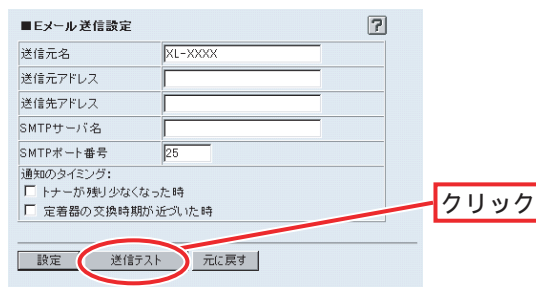 ■Eメール送信設定
?
送信元名 XL-XXXX
送信元アドレス
送信先アドレス
SMTPサーバ名
SMTPポート番号 25
通知のタイミング:
トナーが残り少なくなった時
定着器の交換時期が近づいた時
クリック
設定 送信テスト 元に戻す